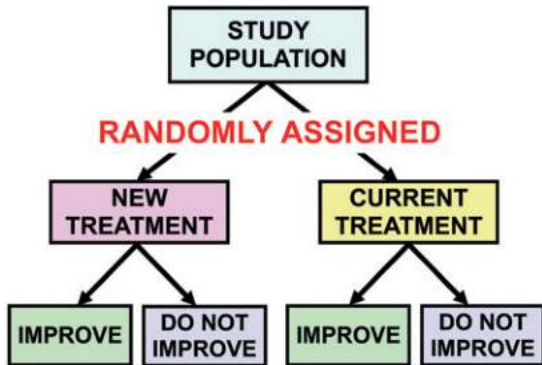 STUDY
POPULATION
RANDOMLY ASSIGNED
NEW
TREATMENT
CURRENT
TREATMENT
IMPROVE
DO NOT
IMPROVE
IMPROVE
DO NOT
IMPROVE